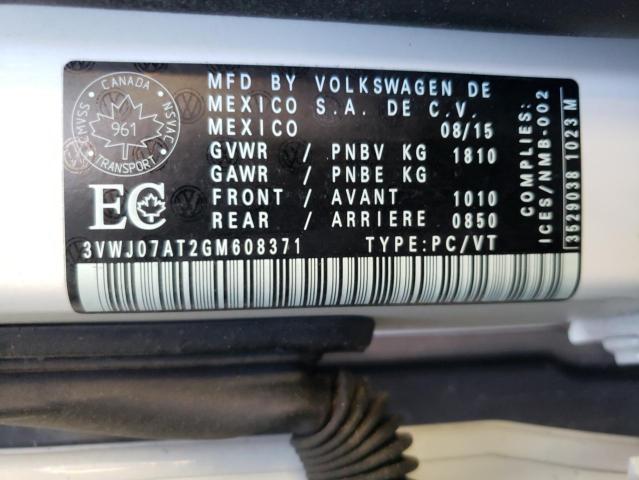 CANADA
CMVSS
NSVAC
961
TRANSPORT
EC
MFD BY VOLKSWAGEN DE
MEXICO S.A. DE C.V.
MEXICO 08/15
GVWR / PNBV KG 1810
GAWR / PNBE KG
FRONT / AVANT 1010
REAR / ARRIERE 0850
3VWJ07AT2GM608371 TYPE:PC/VT
COMPLIES:
ICES/NMB-002
3529038 1023 M